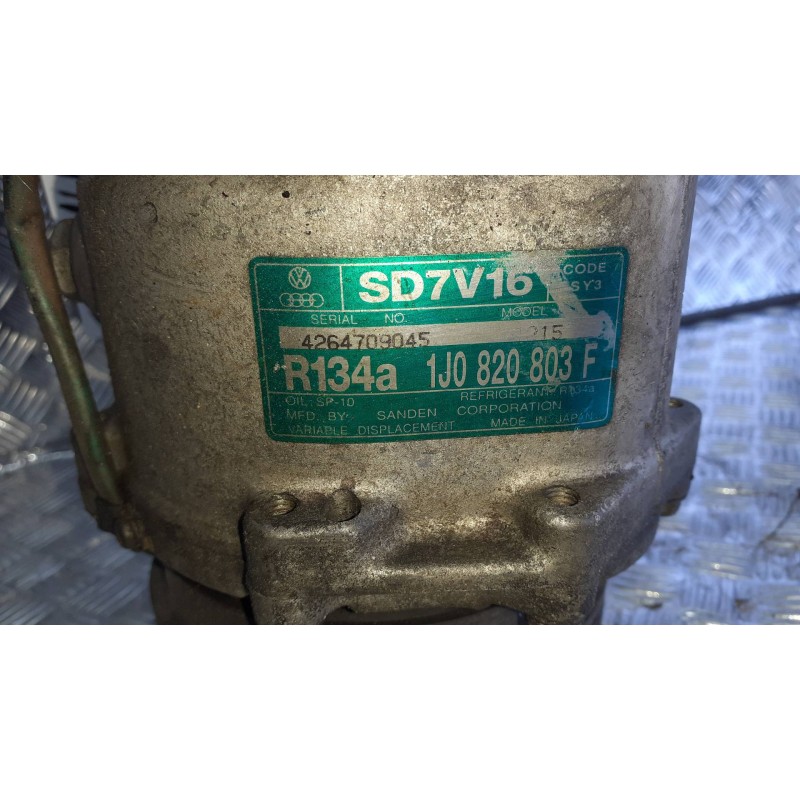 SD7V16 CODE
SY3
SERIAL NO. MODEL
4264709045
R134a 1J0 820 803 F
OIL: SP-10 REFRIGERANT R134a
MFD. BY: SANDEN CORPORATION
VARIABLE DISPLACEMENT MADE IN JAPAN